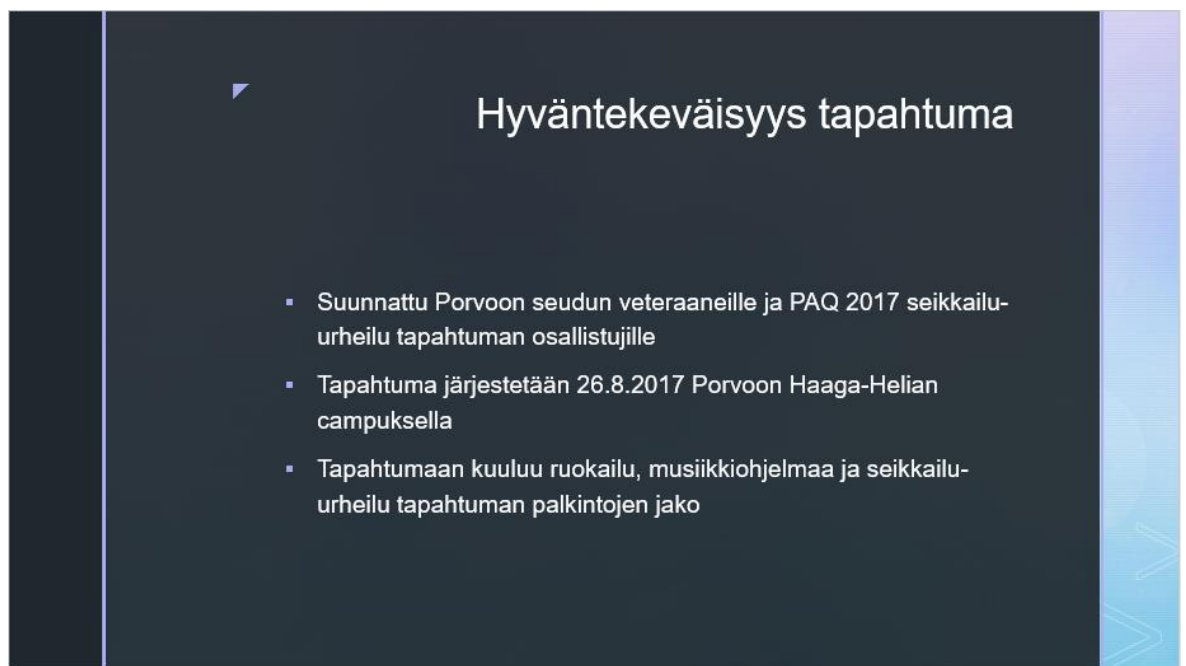 Hyväntekeväisyys tapahtuma
▪ Suunnattu Porvoon seudun veteraaneille ja PAQ 2017 seikkailu-
urheilu tapahtuman osallistujille
▪ Tapahtuma järjestetään 26.8.2017 Porvoon Haaga-Helian
campuksella
▪ Tapahtumaan kuuluu ruokailu, musiikkiohjelmaa ja seikkailu-
urheilu tapahtuman palkintojen jako